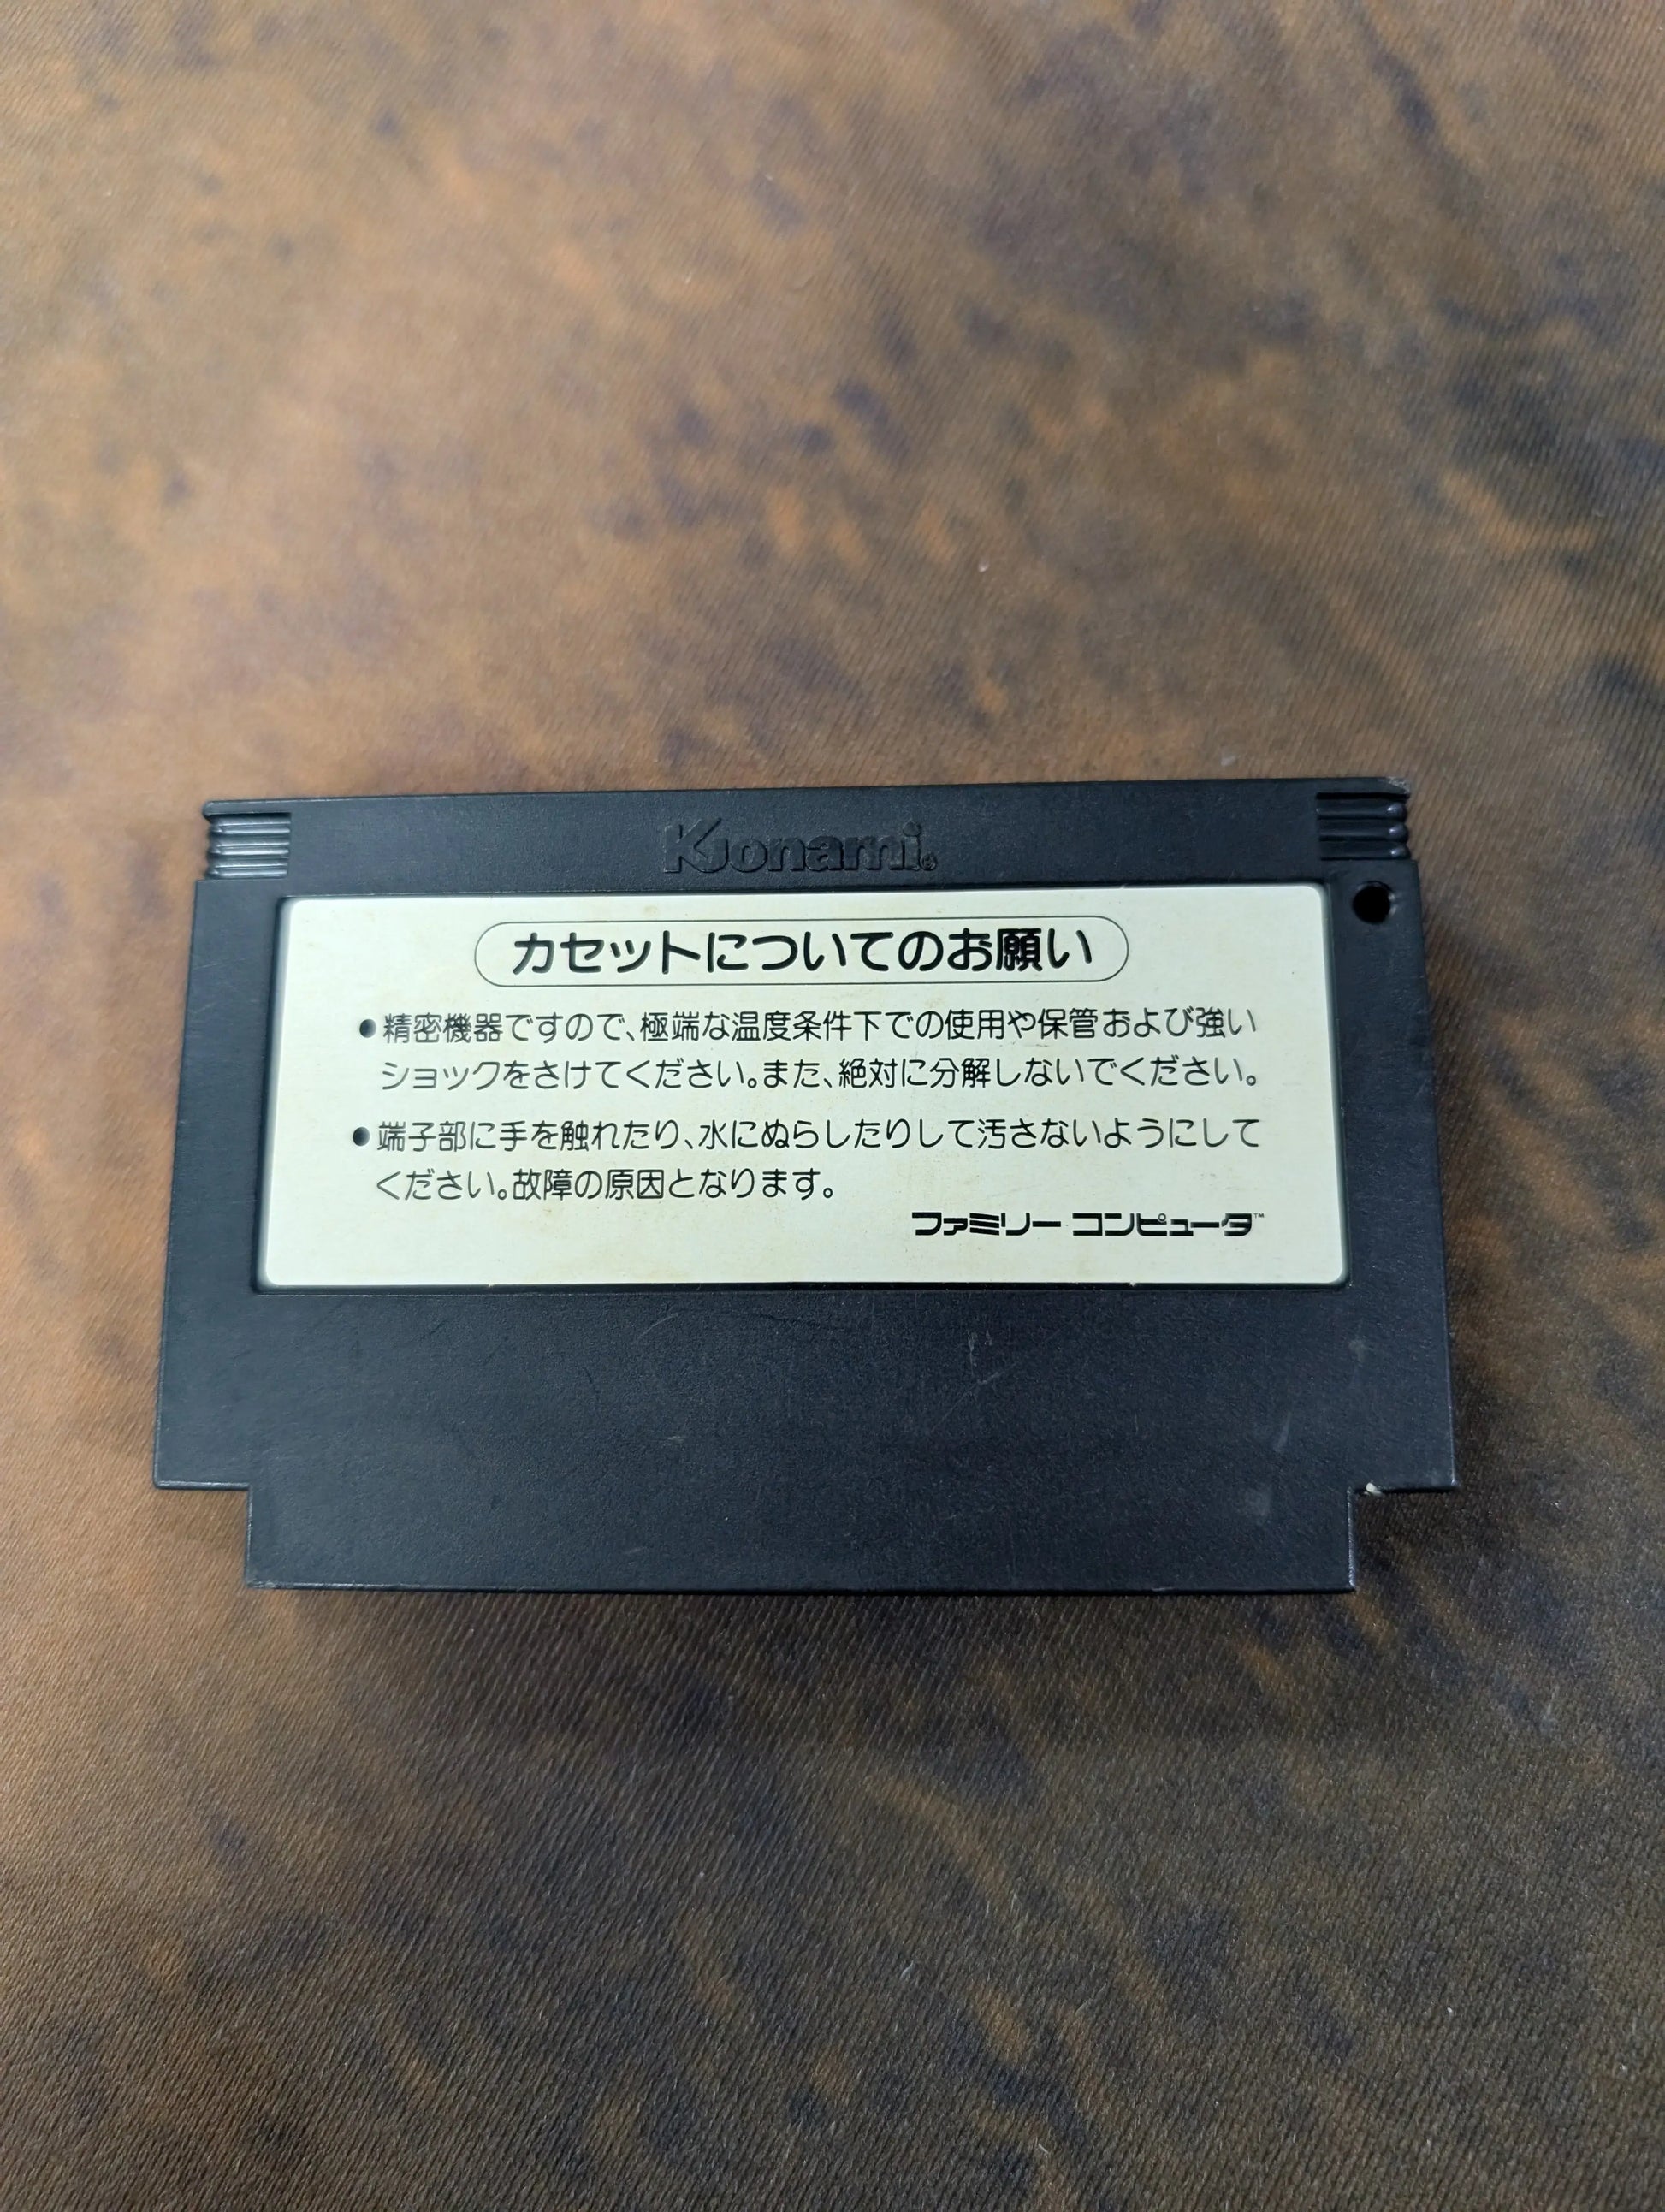 Konami®
カセットについてのお願い
●精密機器ですので、極端な温度条件下での使用や保管および強い
ショックをさけてください。また、絶対に分解しないでください。
●端子部に手を触れたり、水にぬらしたりして汚さないようにして
ください。故障の原因となります。
ファミリー コンピュータ™